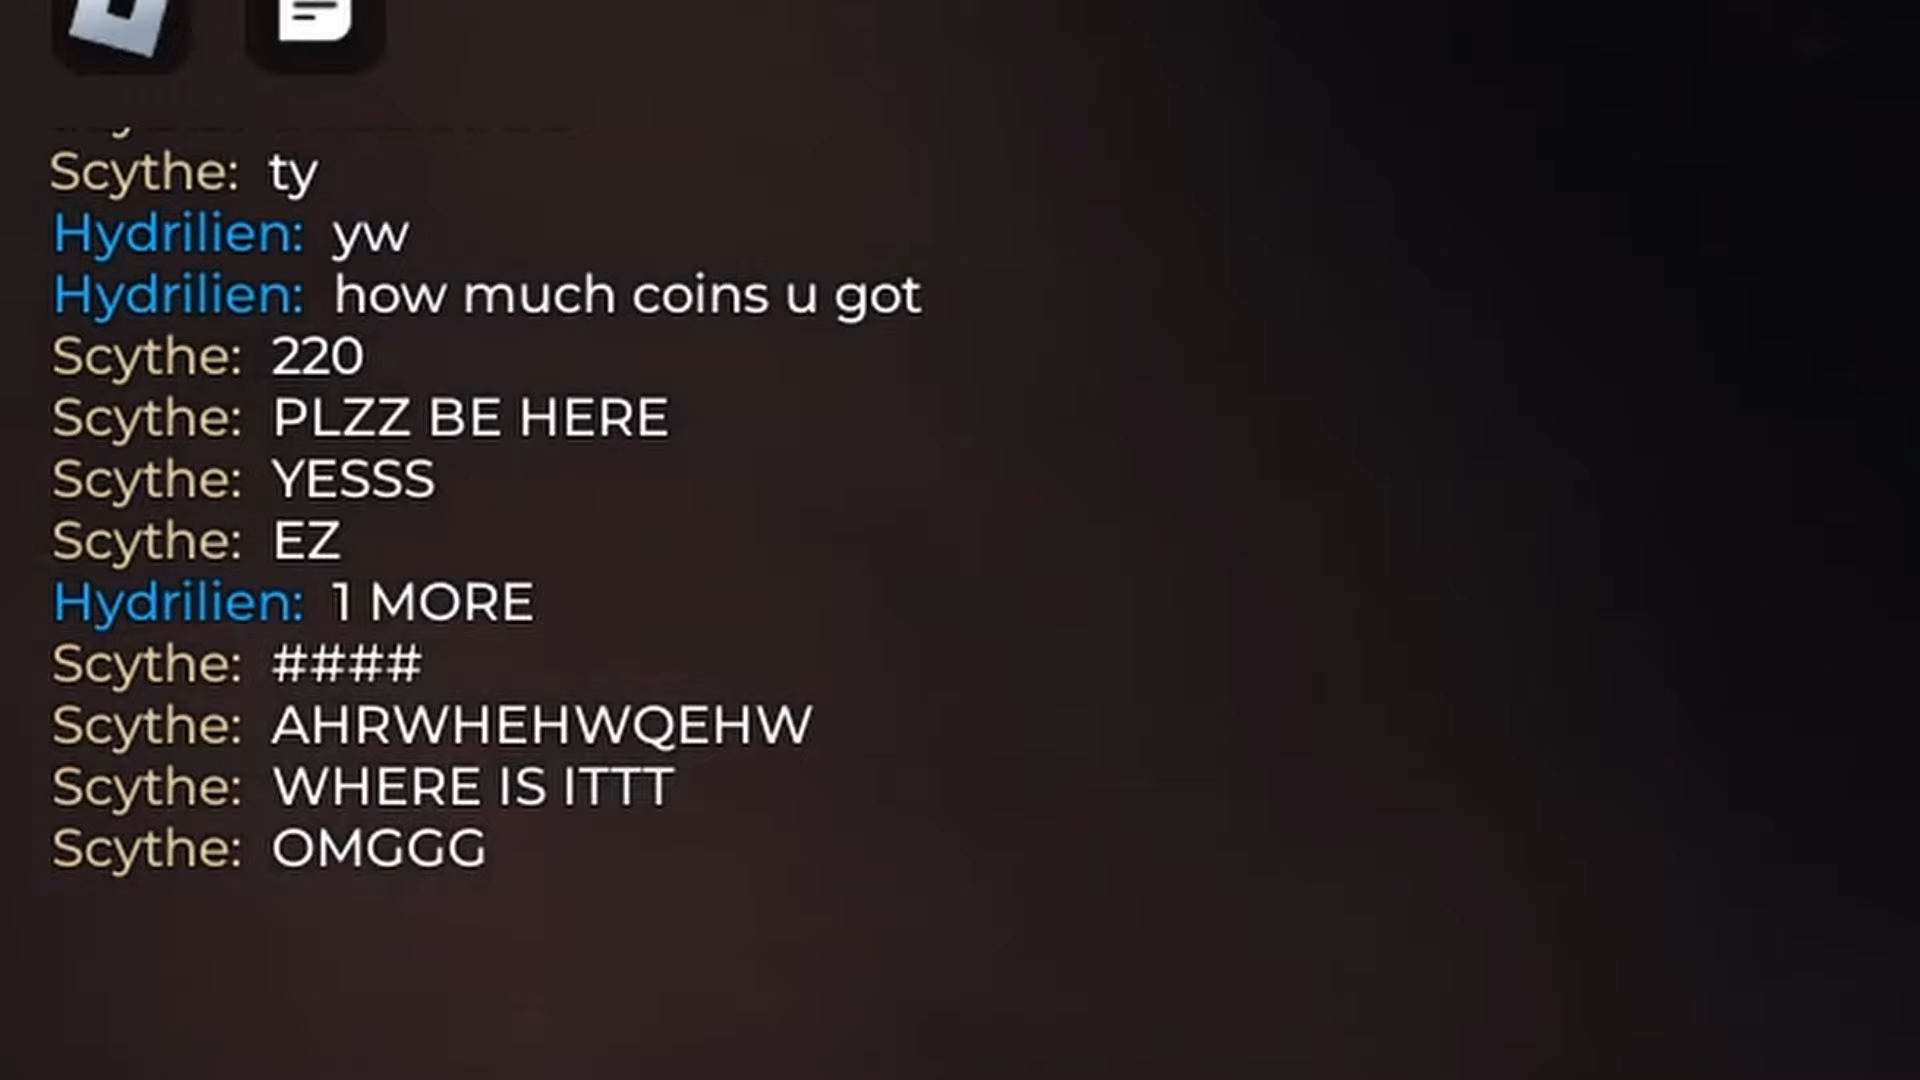 Scythe: ty
Hydrilien: yw
Hydrilien: how much coins u got
Scythe: 220
Scythe: PLZZ BE HERE
Scythe: YESSS
Scythe: EZ
Hydrilien: 1 MORE
Scythe: ####
Scythe: AHRWHEHWQEHW
Scythe: WHERE IS ITTT
Scythe: OMGGG